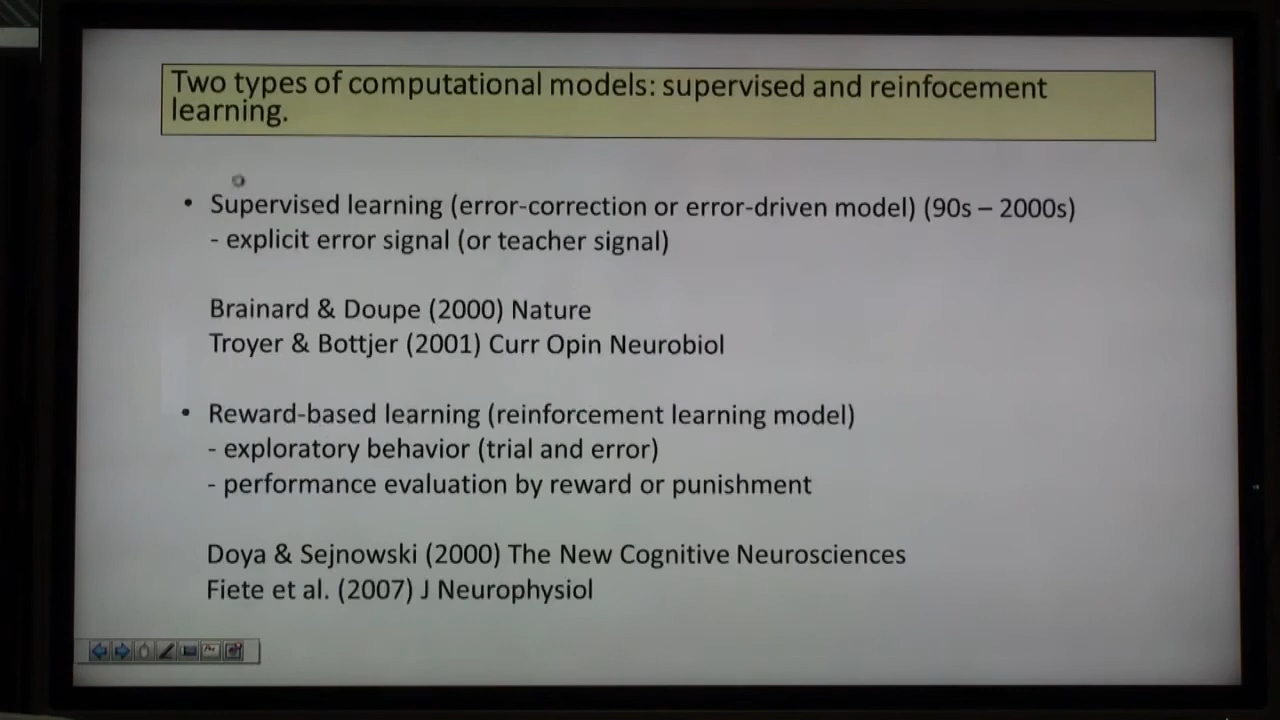 Two types of computational models: supervised and reinfocement
learning.
• Supervised learning (error-correction or error-driven model) (90s – 2000s)
- explicit error signal (or teacher signal)
Brainard & Doupe (2000) Nature
Troyer & Bottjer (2001) Curr Opin Neurobiol
• Reward-based learning (reinforcement learning model)
- exploratory behavior (trial and error)
- performance evaluation by reward or punishment
Doya & Sejnowski (2000) The New Cognitive Neurosciences
Fiete et al. (2007) J Neurophysiol